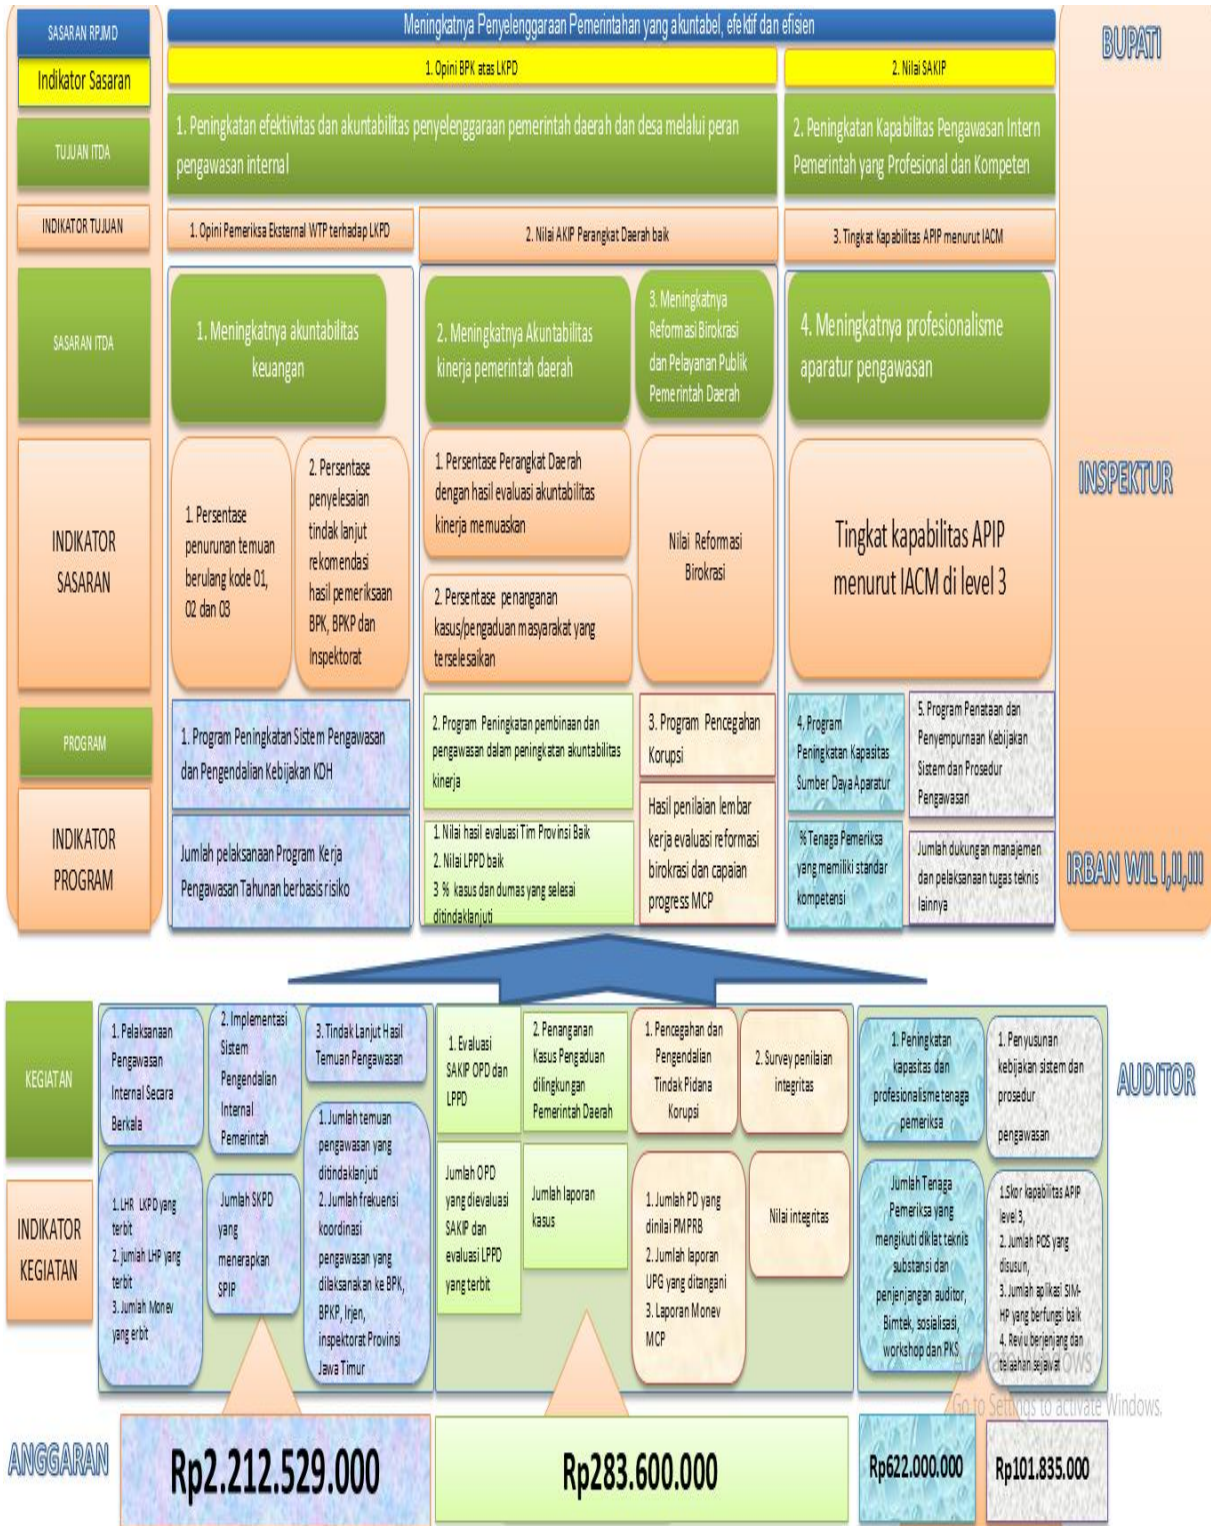 SASARAN RPJMD
Meningkatnya Penyelenggaraan Pemerintahan yang akuntabel, efektif dan efisien
BUPATI
Indikator Sasaran
1. Opini BPK atas LKPD
2. Nilai SAKIP
TUJUAN ITDA
1. Peningkatan efektivitas dan akuntabilitas penyelenggaraan pemerintah daerah dan desa melalui peran
pengawasan internal
2. Peningkatan Kapabilitas Pengawasan Intern
Pemerintah yang Profesional dan Kompeten
INDIKATOR TUJUAN
1. Opini Pemeriksa Eksternal WTP terhadap LKPD
2. Nilai AKIP Perangkat Daerah baik
3. Tingkat Kapabilitas APIP menurut IACM
SASARAN ITDA
1. Meningkatnya akuntabilitas
keuangan
2. Meningkatnya Akuntabilitas
kinerja pemerintah daerah
3. Meningkatnya
Reformasi Birokrasi
dan Pelayanan Publik
Pemerintah Daerah
4. Meningkatnya profesionalisme
aparatur pengawasan
INSPEKTUR
INDIKATOR
SASARAN
1. Persentase
penurunan temuan
berulang kode 01,
02 dan 03
2. Persentase
penyelesaian
tindak lanjut
rekomendasi
hasil pemeriksaan
BPK, BPKP dan
Inspektorat
1. Persentase Perangkat Daerah
dengan hasil evaluasi akuntabilitas
kinerja memuaskan
2. Persentase penanganan
kasus/pengaduan masyarakat yang
terselesaikan
Nilai Reformasi
Birokrasi
Tingkat kapabilitas APIP
menurut IACM di level 3
PROGRAM
1. Program Peningkatan Sistem Pengawasan
dan Pengendalian Kebijakan KDH
2. Program Peningkatan pembinaan dan
pengawasan dalam peningkatan akuntabilitas
kinerja
3. Program Pencegahan
Korupsi
4. Program
Peningkatan Kapasitas
Sumber Daya Aparatur
5. Program Penataan dan
Penyempurnaan Kebijakan
Sistem dan Prosedur
Pengawasan
INDIKATOR
PROGRAM
Jumlah pelaksanaan Program Kerja
Pengawasan Tahunan berbasis risiko
1. Nilai hasil evaluasi Tim Provinsi Baik
2. Nilai LPPD baik
3 % kasus dan dumas yang selesai
ditindaklanjuti
Hasil penilaian lembar
kerja evaluasi reformasi
birokrasi dan capaian
progress MCP
% Tenaga Pemeriksa
yang memiliki standar
kompetensi
Jumlah dukungan manajemen
dan pelaksanaan tugas teknis
lainnya
IRBAN WIL I,II,III
KEGIATAN
1. Pelaksanaan
Pengawasan
Internal Secara
Berkala
2. Implementasi
Sistem
Pengendalian
Internal
Pemerintah
3. Tindak Lanjut Hasil
Temuan Pengawasan
1. Evaluasi
SAKIP OPD dan
LPPD
2. Penanganan
Kasus Pengaduan
dilingkungan
Pemerintah Daerah
1. Pencegahan dan
Pengendalian
Tindak Pidana
Korupsi
2. Survey penilaian
integritas
1. Peningkatan
kapasitas dan
profesionalisme tenaga
pemeriksa
1. Penyusunan
kebijakan sistem dan
prosedur
pengawasan
AUDITOR
INDIKATOR
KEGIATAN
1. LHR LKPD yang
terbit
2. jumlah LHP yang
terbit
3. Jumlah Monev
yang erbit
Jumlah SKPD
yang
menerapkan
SPIP
1. Jumlah temuan
pengawasan yang
ditindaklanjuti
2. Jumlah frekuensi
koordinasi
pengawasan yang
dilaksanakan ke BPK,
BPKP, Irjen,
inspektorat Provinsi
Jawa Timur
Jumlah OPD
yang dievaluasi
SAKIP dan
evaluasi LPPD
yang terbit
Jumlah laporan
kasus
1. Jumlah PD yang
dinilai PMPRB
2. Jumlah laporan
UPG yang ditangani
3. Laporan Monev
MCP
Nilai integritas
Jumlah Tenaga
Pemeriksa yang
mengikuti diklat teknis
substansi dan
penjenjangan auditor,
Bimtek, sosialisasi,
workshop dan PKS
1.Skor kapabilitas APIP
level 3,
2. Jumlah POS yang
disusun,
3. Jumlah aplikasi SIM-
HP yang berfungsi baik
4. Reviu berjenjang dan
telaahan sejawat
Activate Windows
Go to Settings to activate Windows.
ANGGARAN
Rp2.212.529.000
Rp283.600.000
Rp622.000.000
Rp101.835.000